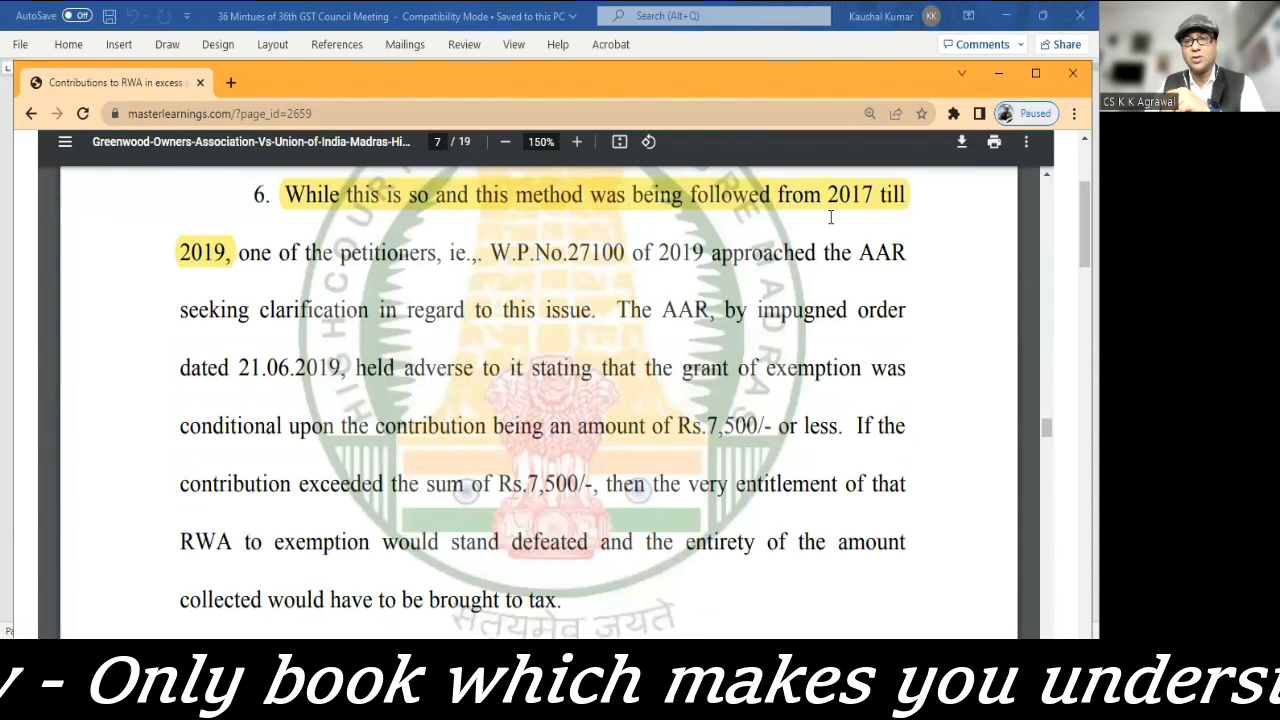 AutoSave Off 36 Mintues of 36th GST Council Meeting - Compatibility Mode • Saved to this PC Search (Alt+Q) Kaushal Kumar KK
File Home Insert Draw Design Layout References Mailings Review View Help Acrobat Comments Share
Contributions to RWA in excess
masterlearnings.com/?page_id=2659 Paused
CS K K Agrawal
Greenwood-Owners-Association-Vs-Union-of-India-Madras-Hi... 7 / 19 150%
6. While this is so and this method was being followed from 2017 till
2019, one of the petitioners, ie.,. W.P.No.27100 of 2019 approached the AAR
seeking clarification in regard to this issue. The AAR, by impugned order
dated 21.06.2019, held adverse to it stating that the grant of exemption was
conditional upon the contribution being an amount of Rs.7,500/- or less. If the
contribution exceeded the sum of Rs.7,500/-, then the very entitlement of that
RWA to exemption would stand defeated and the entirety of the amount
collected would have to be brought to tax.
सत्यमेव जयते
y - Only book which makes you underst